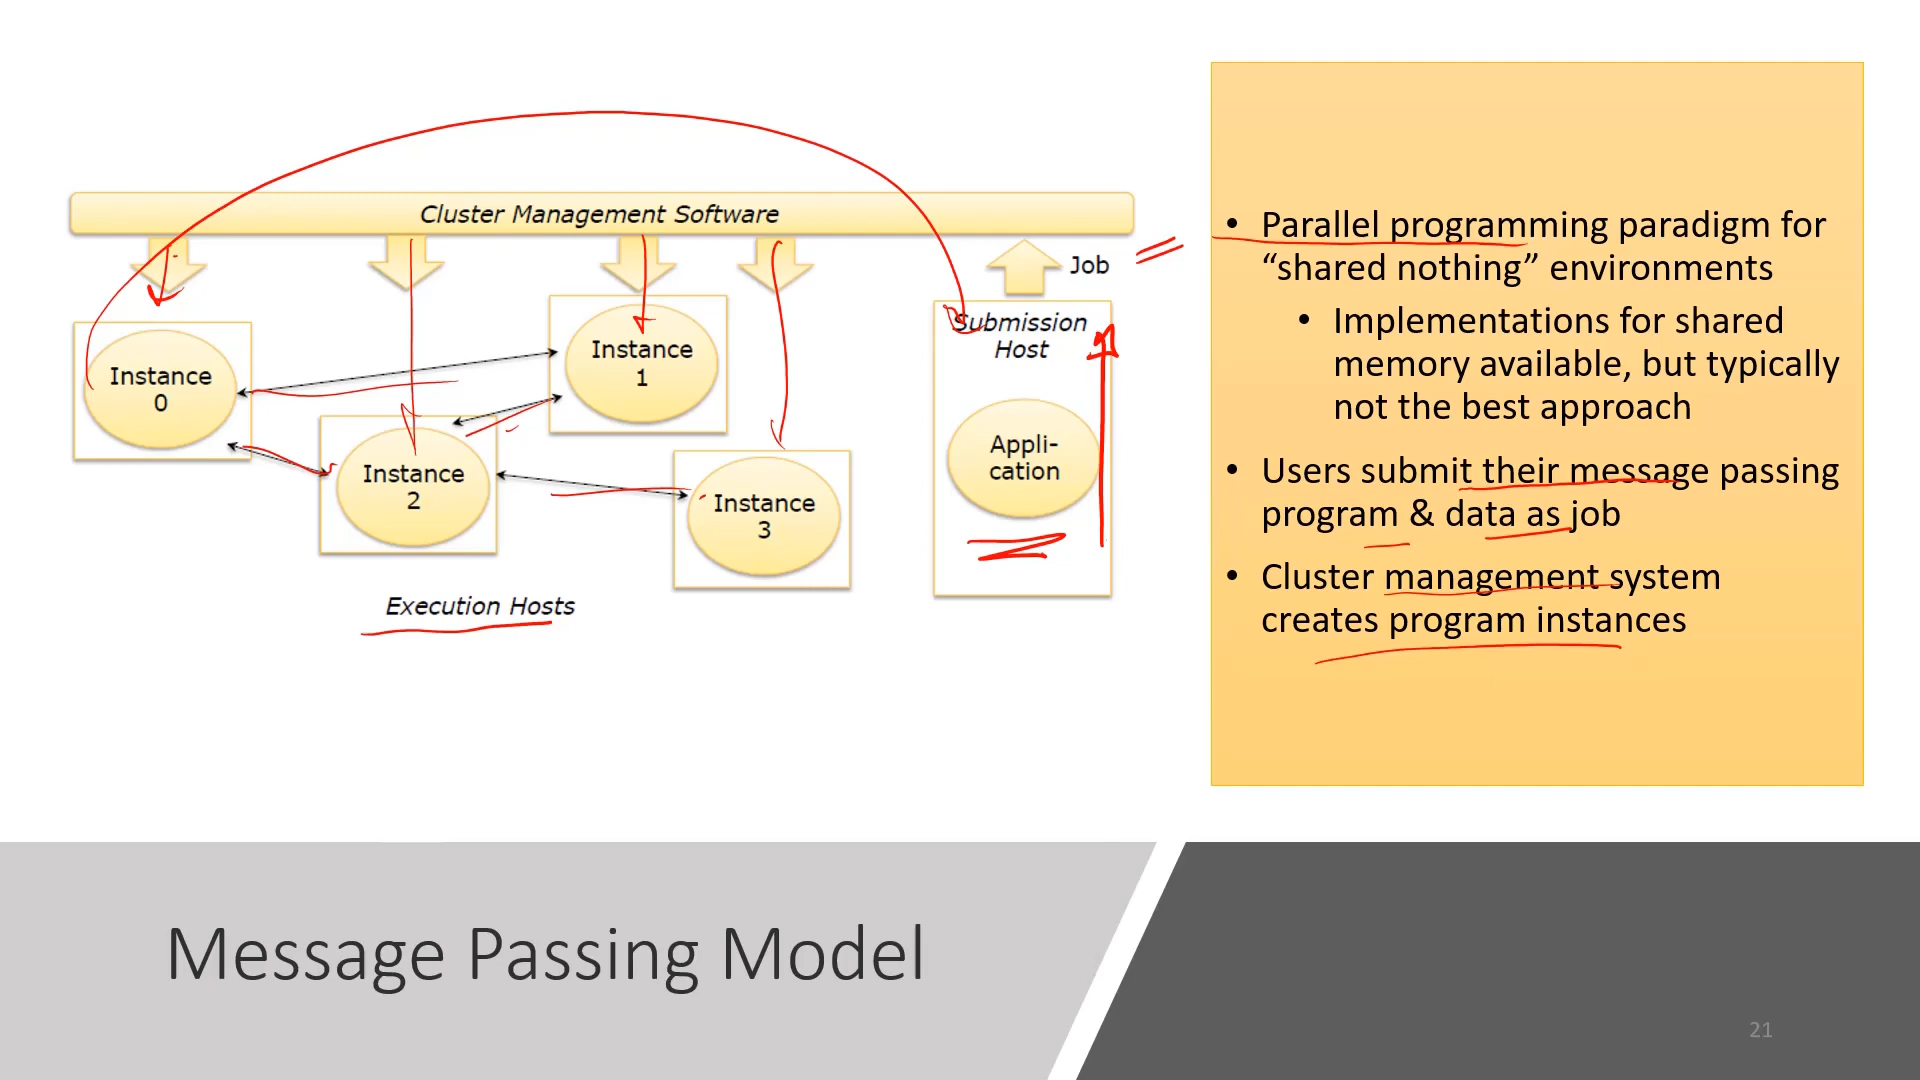 Cluster Management Software
Job
Submission
Host
Instance
0
Instance
1
Instance
2
Instance
3
Appli-
cation
Execution Hosts
• Parallel programming paradigm for
“shared nothing” environments
• Implementations for shared
memory available, but typically
not the best approach
• Users submit their message passing
program & data as job
• Cluster management system
creates program instances
Message Passing Model
21